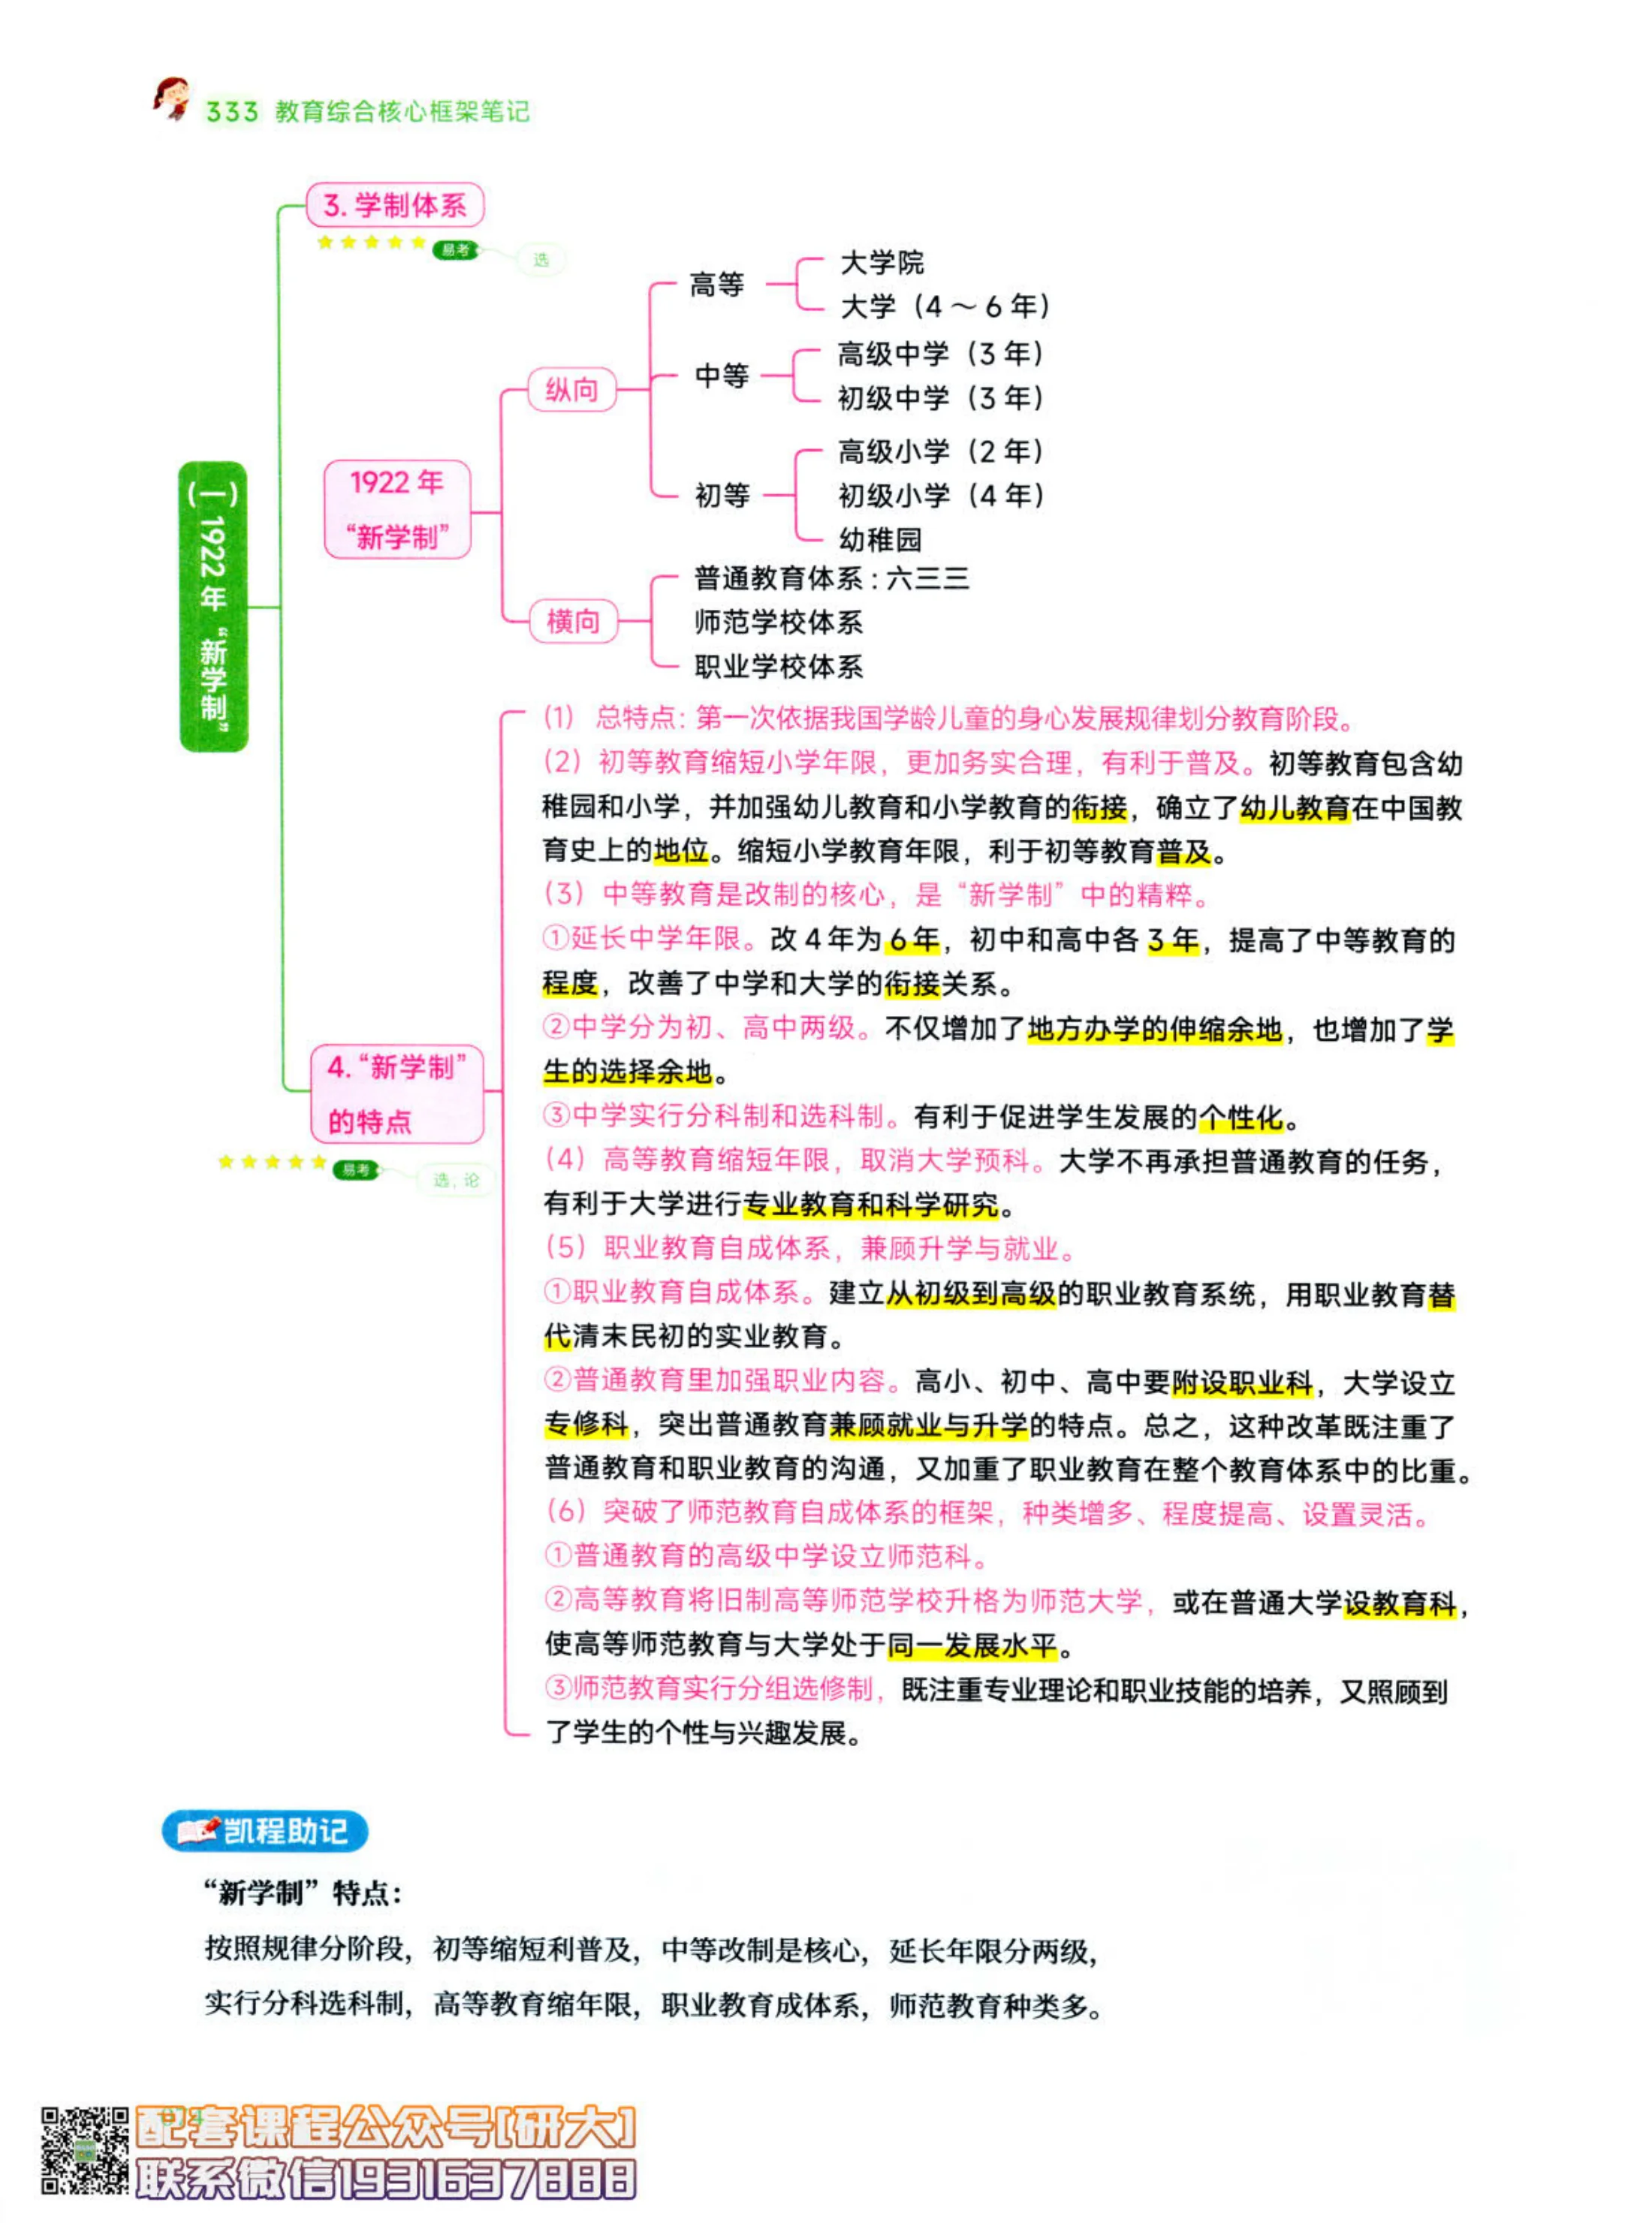 333 教育综合核心框架笔记
3. 学制体系
易考
选
(一) 1922 年 “新学制”
1922 年
“新学制”
纵向
高等
大学院
大学（4 ～ 6 年）
中等
高级中学（3 年）
初级中学（3 年）
初等
高级小学（2 年）
初级小学（4 年）
幼稚园
横向
普通教育体系：六三三
师范学校体系
职业学校体系
4. “新学制”
的特点
易考
选，论
（1） 总特点：第一次依据我国学龄儿童的身心发展规律划分教育阶段。
（2）初等教育缩短小学年限，更加务实合理，有利于普及。初等教育包含幼
稚园和小学，并加强幼儿教育和小学教育的衔接，确立了幼儿教育在中国教
育史上的地位。缩短小学教育年限，利于初等教育普及。
（3）中等教育是改制的核心，是“新学制”中的精粹。
①延长中学年限。改 4 年为 6 年，初中和高中各 3 年，提高了中等教育的
程度，改善了中学和大学的衔接关系。
②中学分为初、高中两级。不仅增加了地方办学的伸缩余地，也增加了学
生的选择余地。
③中学实行分科制和选科制。有利于促进学生发展的个性化。
（4）高等教育缩短年限，取消大学预科。大学不再承担普通教育的任务，
有利于大学进行专业教育和科学研究。
（5）职业教育自成体系，兼顾升学与就业。
①职业教育自成体系。建立从初级到高级的职业教育系统，用职业教育替
代清末民初的实业教育。
②普通教育里加强职业内容。高小、初中、高中要附设职业科，大学设立
专修科，突出普通教育兼顾就业与升学的特点。总之，这种改革既注重了
普通教育和职业教育的沟通，又加重了职业教育在整个教育体系中的比重。
（6）突破了师范教育自成体系的框架，种类增多、程度提高、设置灵活。
①普通教育的高级中学设立师范科。
②高等教育将旧制高等师范学校升格为师范大学，或在普通大学设教育科，
使高等师范教育与大学处于同一发展水平。
③师范教育实行分组选修制，既注重专业理论和职业技能的培养，又照顾到
了学生的个性与兴趣发展。
凯程助记
“新学制”特点：
按照规律分阶段，初等缩短利普及，中等改制是核心，延长年限分两级，
实行分科选科制，高等教育缩年限，职业教育成体系，师范教育种类多。
配套课程公众号[研大]
联系微信1931637888